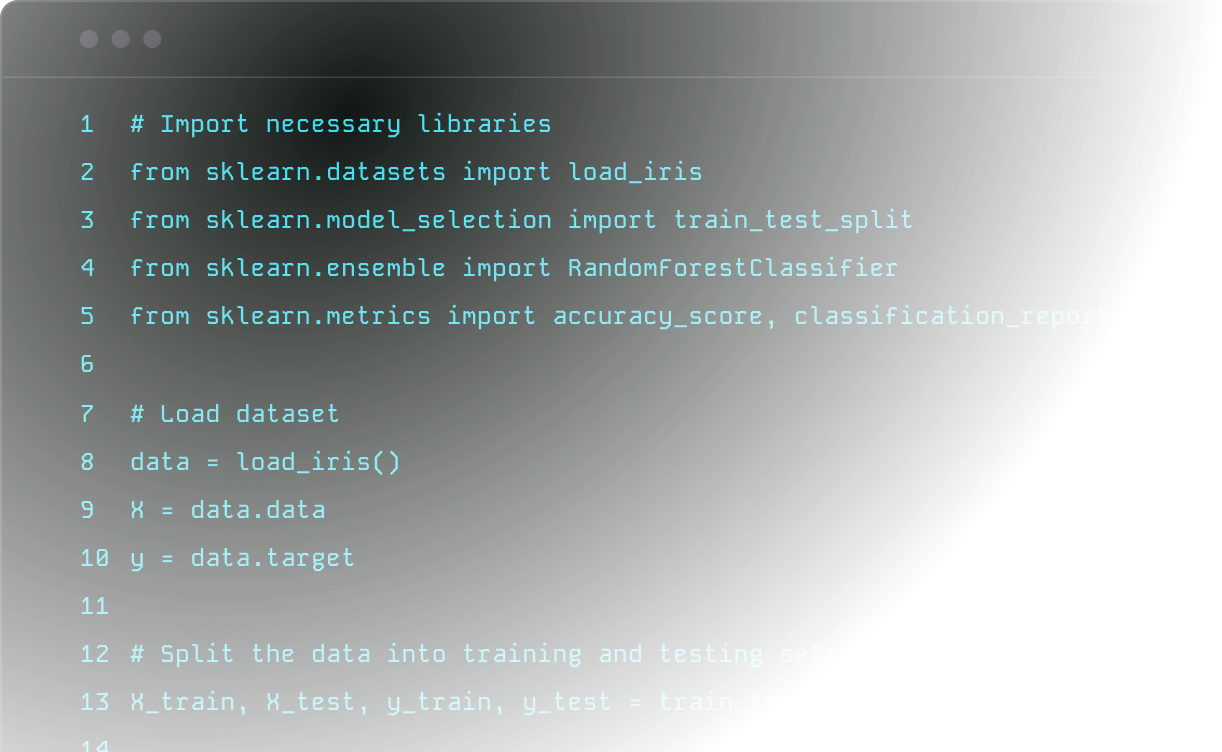 1 # Import necessary libraries
2 from sklearn.datasets import load_iris
3 from sklearn.model_selection import train_test_split
4 from sklearn.ensemble import RandomForestClassifier
5 from sklearn.metrics import accuracy_score, classification_report
6
7 # Load dataset
8 data = load_iris()
9 X = data.data
10 y = data.target
11
12 # Split the data into training and testing sets
13 X_train, X_test, y_train, y_test =
14